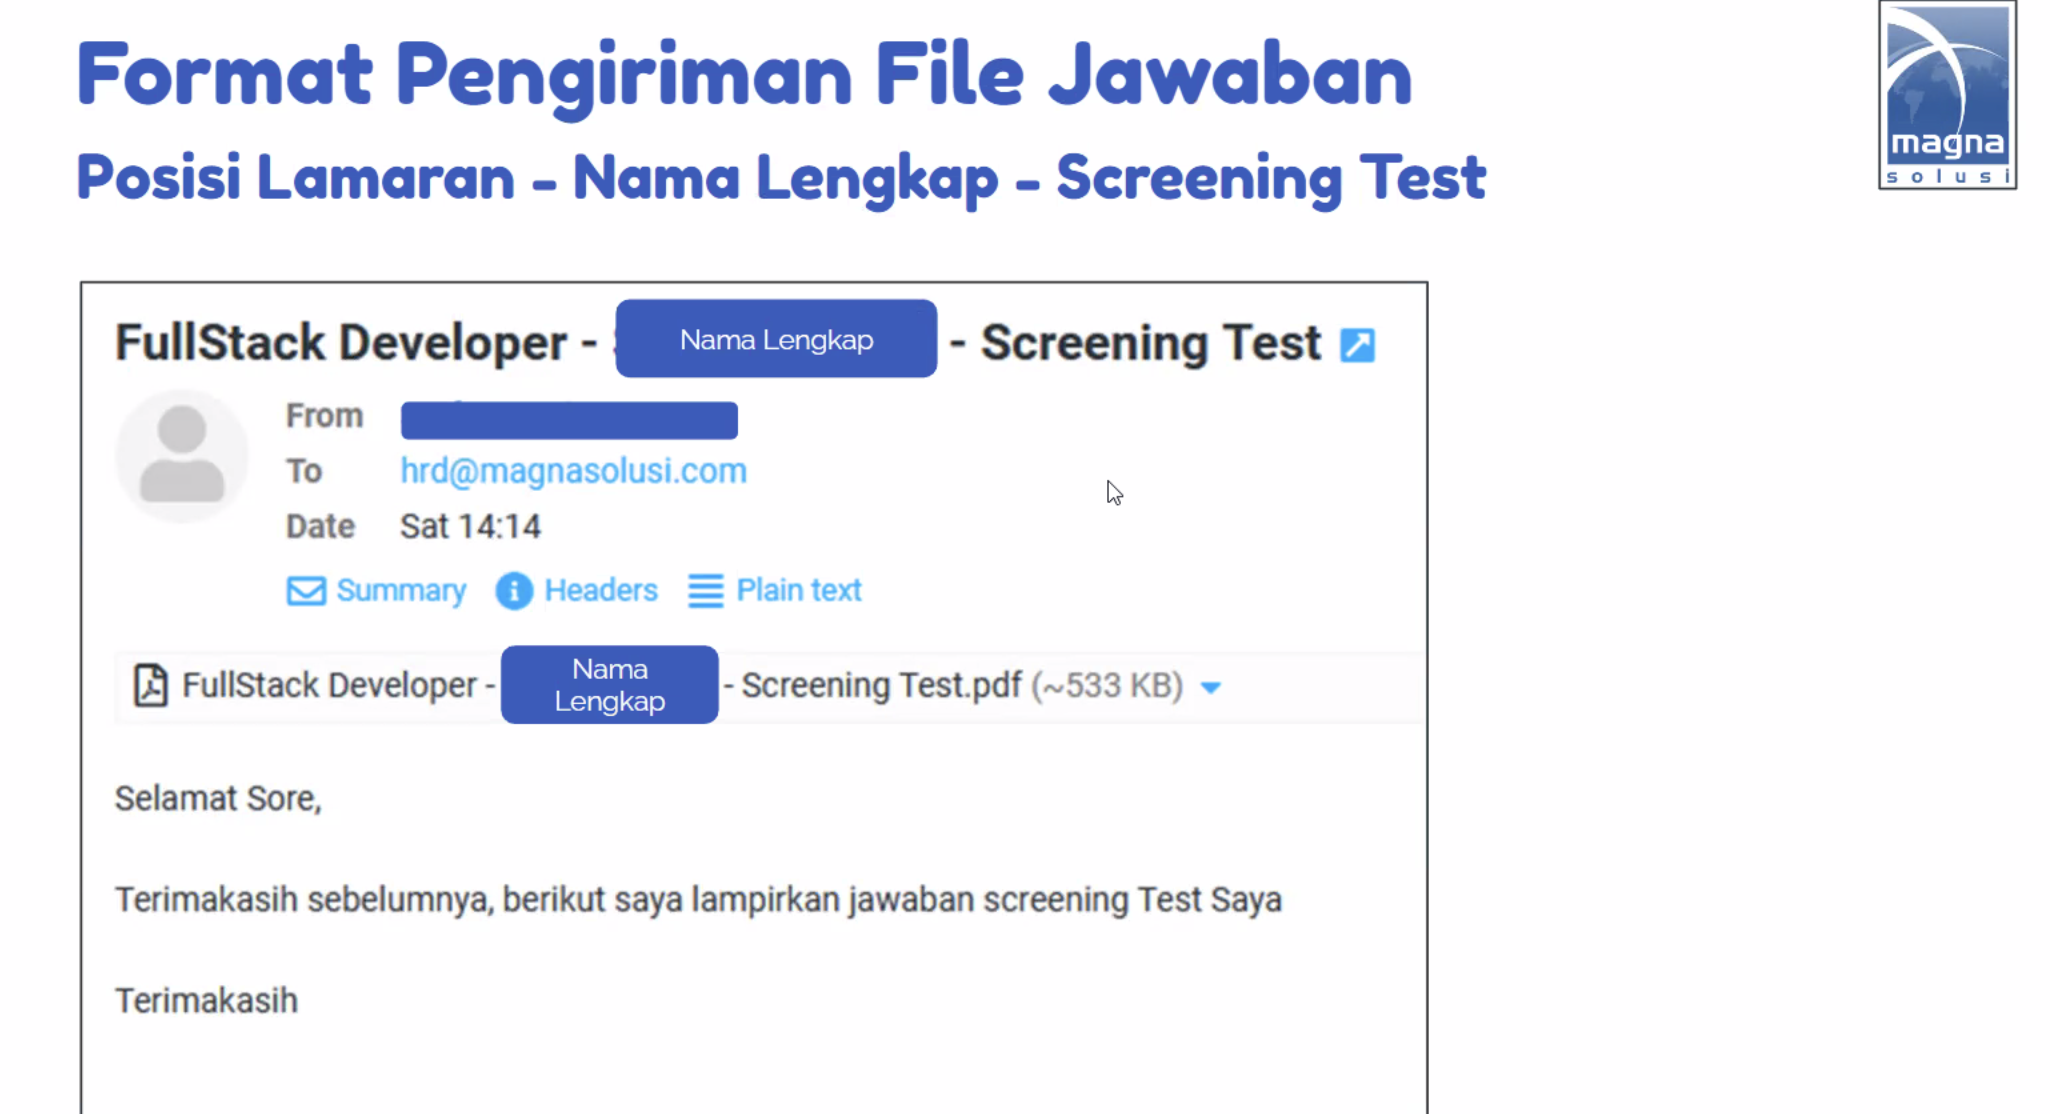 Format Pengiriman File Jawaban
Posisi Lamaran - Nama Lengkap - Screening Test
magna
solusi
FullStack Developer - Nama Lengkap - Screening Test
From
To hrd@magnasolusi.com
Date Sat 14:14
Summary Headers Plain text
FullStack Developer - Nama Lengkap - Screening Test.pdf (~533 KB)
Selamat Sore,
Terimakasih sebelumnya, berikut saya lampirkan jawaban screening Test Saya
Terimakasih